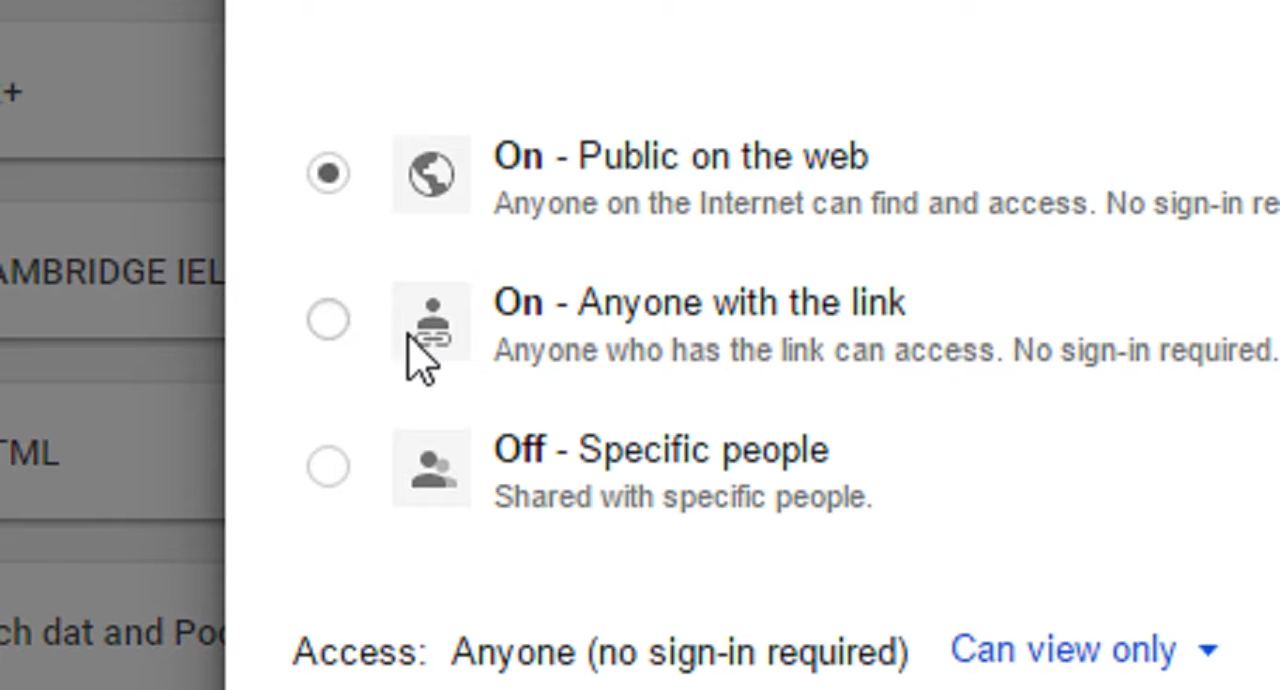 +
On - Public on the web
Anyone on the Internet can find and access. No sign-in re
AMBRIDGE IEL
On - Anyone with the link
Anyone who has the link can access. No sign-in required.
TML
Off - Specific people
Shared with specific people.
ch dat and Poo
Access: Anyone (no sign-in required) Can view only